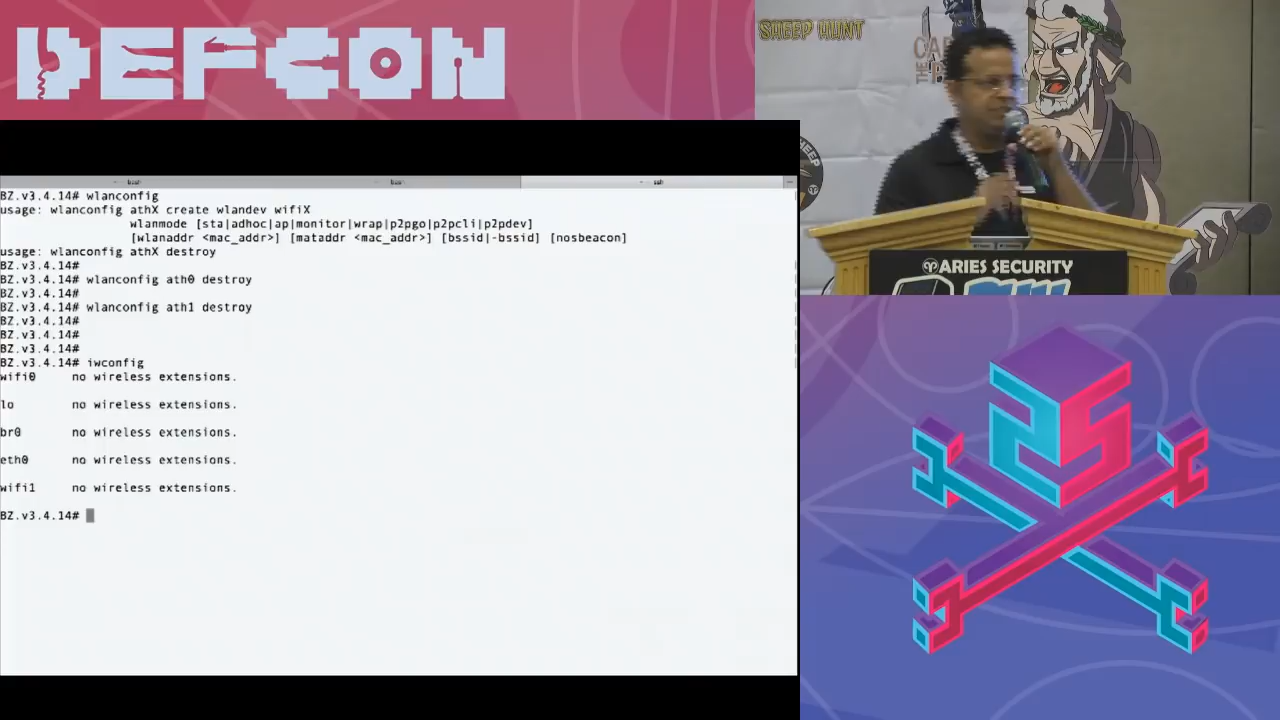 DEFCON
SHEEP HUNT
SHEEP
ARIES SECURITY
25
bash
bash
ssh
BZ.v3.4.14# wlanconfig
usage: wlanconfig athX create wlandev wifiX
wlanmode [sta|adhoc|ap|monitor|wrap|p2pgo|p2pcli|p2pdev]
[wlanaddr <mac_addr>] [mataddr <mac_addr>] [bssid|-bssid] [nosbeacon]
usage: wlanconfig athX destroy
BZ.v3.4.14#
BZ.v3.4.14# wlanconfig ath0 destroy
BZ.v3.4.14#
BZ.v3.4.14# wlanconfig ath1 destroy
BZ.v3.4.14#
BZ.v3.4.14#
BZ.v3.4.14#
BZ.v3.4.14# iwconfig
wifi0 no wireless extensions.
lo no wireless extensions.
br0 no wireless extensions.
eth0 no wireless extensions.
wifi1 no wireless extensions.
BZ.v3.4.14#